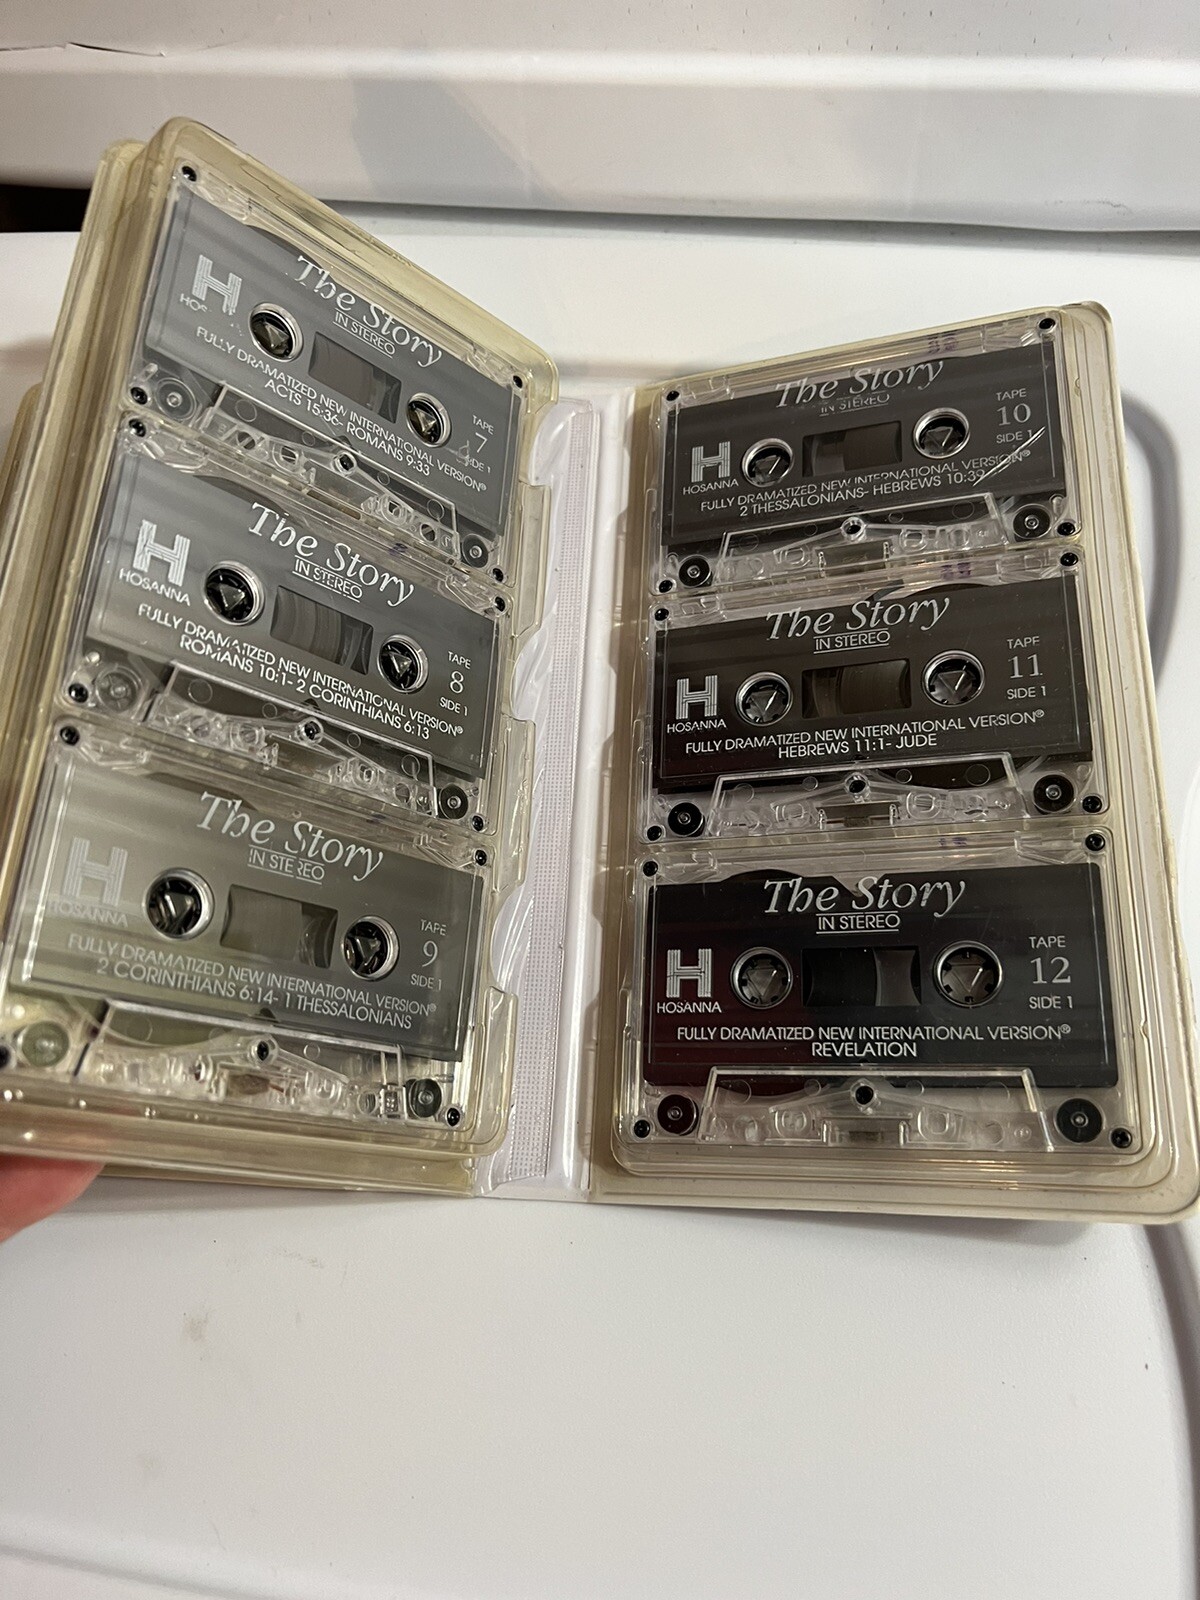 The Story
IN STEREO
H
TAPE
7
SIDE 1
FULLY DRAMATIZED NEW INTERNATIONAL VERSION®
ACTS 15:36- ROMANS 9:33
The Story
IN STEREO
H
HOSANNA
TAPE
8
SIDE 1
FULLY DRAMATIZED NEW INTERNATIONAL VERSION®
ROMANS 10:1- 2 CORINTHIANS 6:13
The Story
IN STEREO
H
HOSANNA
TAPE
9
SIDE 1
FULLY DRAMATIZED NEW INTERNATIONAL VERSION®
2 CORINTHIANS 6:14- 1 THESSALONIANS
The Story
IN STEREO
H
HOSANNA
TAPE
10
SIDE 1
FULLY DRAMATIZED NEW INTERNATIONAL VERSION®
2 THESSALONIANS- HEBREWS 10:39
The Story
IN STEREO
H
HOSANNA
TAPE
11
SIDE 1
FULLY DRAMATIZED NEW INTERNATIONAL VERSION®
HEBREWS 11:1- JUDE
The Story
IN STEREO
H
HOSANNA
TAPE
12
SIDE 1
FULLY DRAMATIZED NEW INTERNATIONAL VERSION®
REVELATION